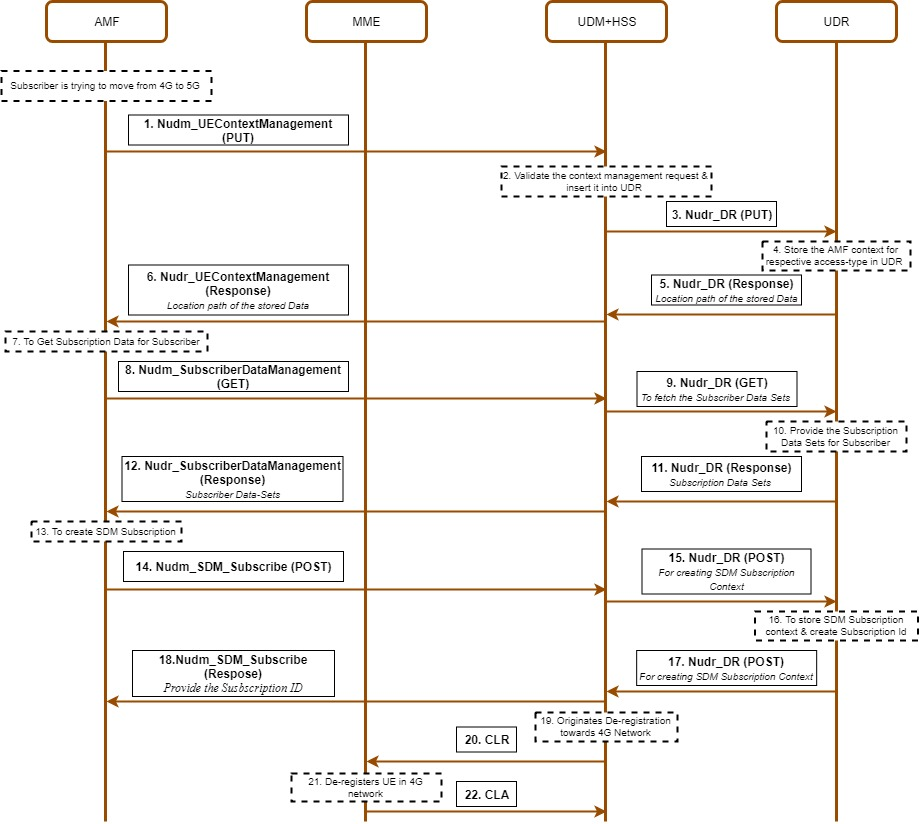 AMF
MME
UDM+HSS
UDR
Subscriber is trying to move from 4G to 5G
1. Nudm_UEContextManagement
(PUT)
2. Validate the context management request &
insert it into UDR
3. Nudr_DR (PUT)
4. Store the AMF context for
respective access-type in UDR
5. Nudr_DR (Response)
Location path of the stored Data
6. Nudr_UEContextManagement
(Response)
Location path of the stored Data
7. To Get Subscription Data for Subscriber
8. Nudm_SubscriberDataManagement
(GET)
9. Nudr_DR (GET)
To fetch the Subscriber Data Sets
10. Provide the Subscription
Data Sets for Subscriber
11. Nudr_DR (Response)
Subscription Data Sets
12. Nudr_SubscriberDataManagement
(Response)
Subscriber Data-Sets
13. To create SDM Subscription
14. Nudm_SDM_Subscribe (POST)
15. Nudr_DR (POST)
For creating SDM Subscription
Context
16. To store SDM Subscription
context & create Subscription Id
17. Nudr_DR (POST)
For creating SDM Subscription Context
18.Nudm_SDM_Subscribe
(Respose)
Provide the Susbscription ID
19. Originates De-registration
towards 4G Network
20. CLR
21. De-registers UE in 4G
network
22. CLA